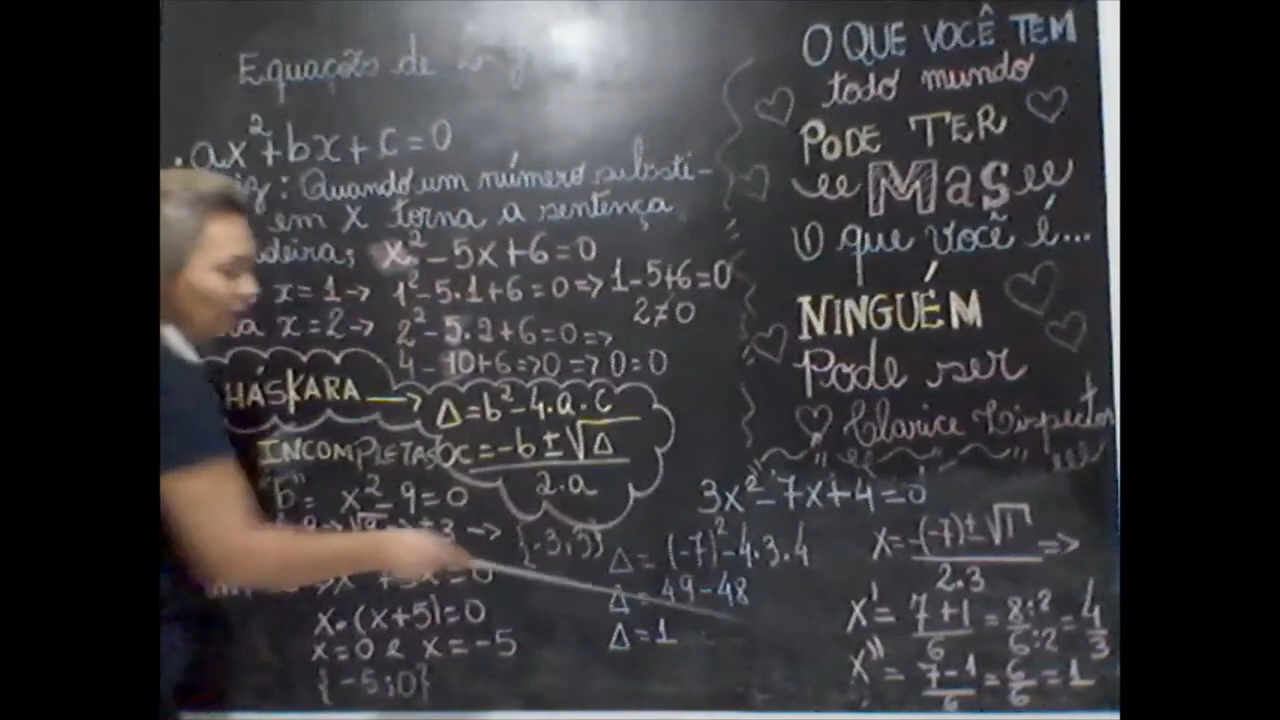 Equações de
ax²+bx+c=0
: Quando um número substi-
em x torna a sentença
deira; x²-5x+6=0
x=1→ 1²-5.1+6=0=>1-5+6=0
2≠0
x=2→ 2²-5.2+6=0=>
4-10+6=>0=>0=0
HÁSKARA → Δ=b²-4.a.c
INCOMPLETAS x=-b±√Δ
2.a
"b"= x²-9=0
→ {-3;3}
x.(x+5)=0
x=0 e x=-5
{-5;0}
O QUE VOCÊ TEM
todo mundo
PODE TER
Mas
O que você é...
NINGUÉM
Pode ser
Clarice Lispector
3x²-7x+4=0
Δ=(-7)²-4.3.4
Δ=49-48
Δ=1
x=-(-7)±√1 =>
2.3
x'=7+1/6=8:2/6:2=4/3
x''=7-1/6=6/6=1